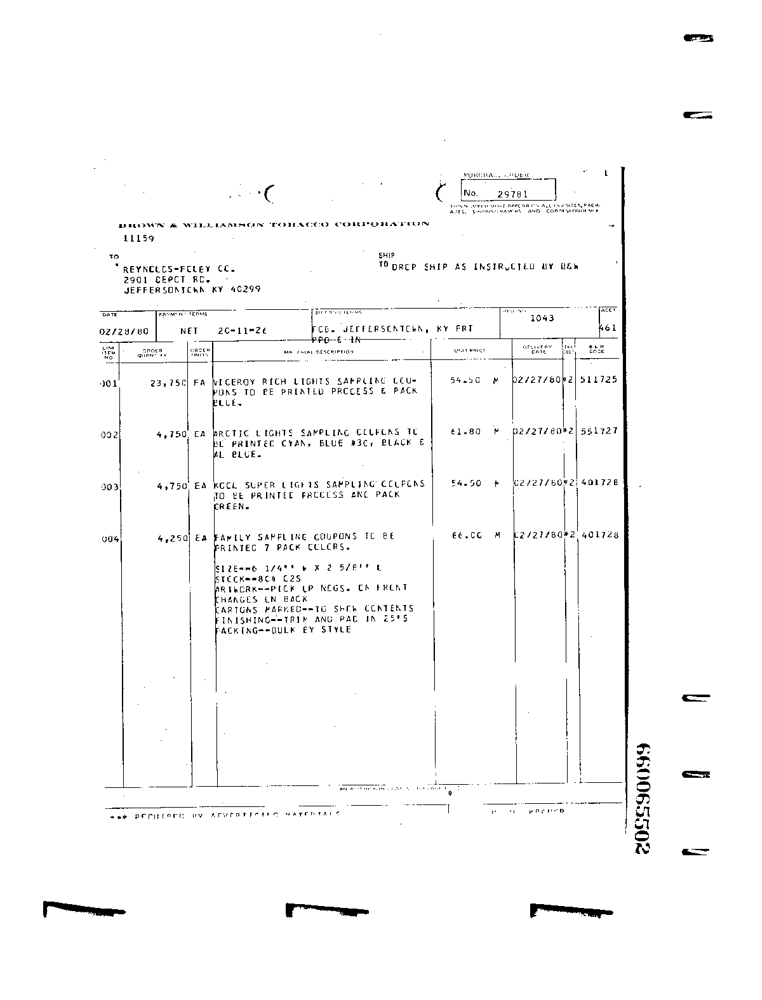 PURCHASE ORDER 1
No. 29781
BROWN & WILLIAMSON TOBACCO CORPORATION
11159
TO
SHIP
REYNOLDS-FOLEY CO.
TO DROP SHIP AS INSTRUCTED BY B&W
2901 DEPOT RD.
JEFFERSONTOWN KY 40299
DATE PAYMENT TERMS 1043 ACCT
02/28/80 NET 20-11-26 FOB. JEFFERSONTOWN, KY FRT 461
PPD & IN
LINE ITEM NO ORDER QUANTITY ORDER UNITS MATERIAL DESCRIPTION UNIT PRICE DELIVERY DATE B & W CODE
001 23,750 EA VICEROY RICH LIGHTS SAMPLING COU- 54.50 M 02/27/80*2 511725
PONS TO BE PRINTED PROCESS & PACK
BLUE.
002 4,750 EA ARCTIC LIGHTS SAMPLING COUPONS TO 61.80 M 02/27/80*2 551727
BE PRINTED CYAN, BLUE #30, BLACK &
AL BLUE.
003 4,750 EA KOOL SUPER LIGHTS SAMPLING COUPONS 54.50 M 02/27/80*2 401728
TO BE PRINTED PROCESS AND PACK
GREEN.
004 4,250 EA FAMILY SAMPLING COUPONS TO BE 66.00 M 02/27/80*2 401728
PRINTED 7 PACK COLORS.
SIZE--6 1/4'' W X 2 5/8'' L
STOCK--80# C2S
ARTWORK--PICK UP NEGS. ON FRONT
CHANGES ON BACK
CARTONS MARKED--TO SHOW CONTENTS
FINISHING--TRIM AND PAD IN 25'S
PACKING--BULK BY STYLE
*** REQUIRED BY ADVERTISING MATERIALS
660065502